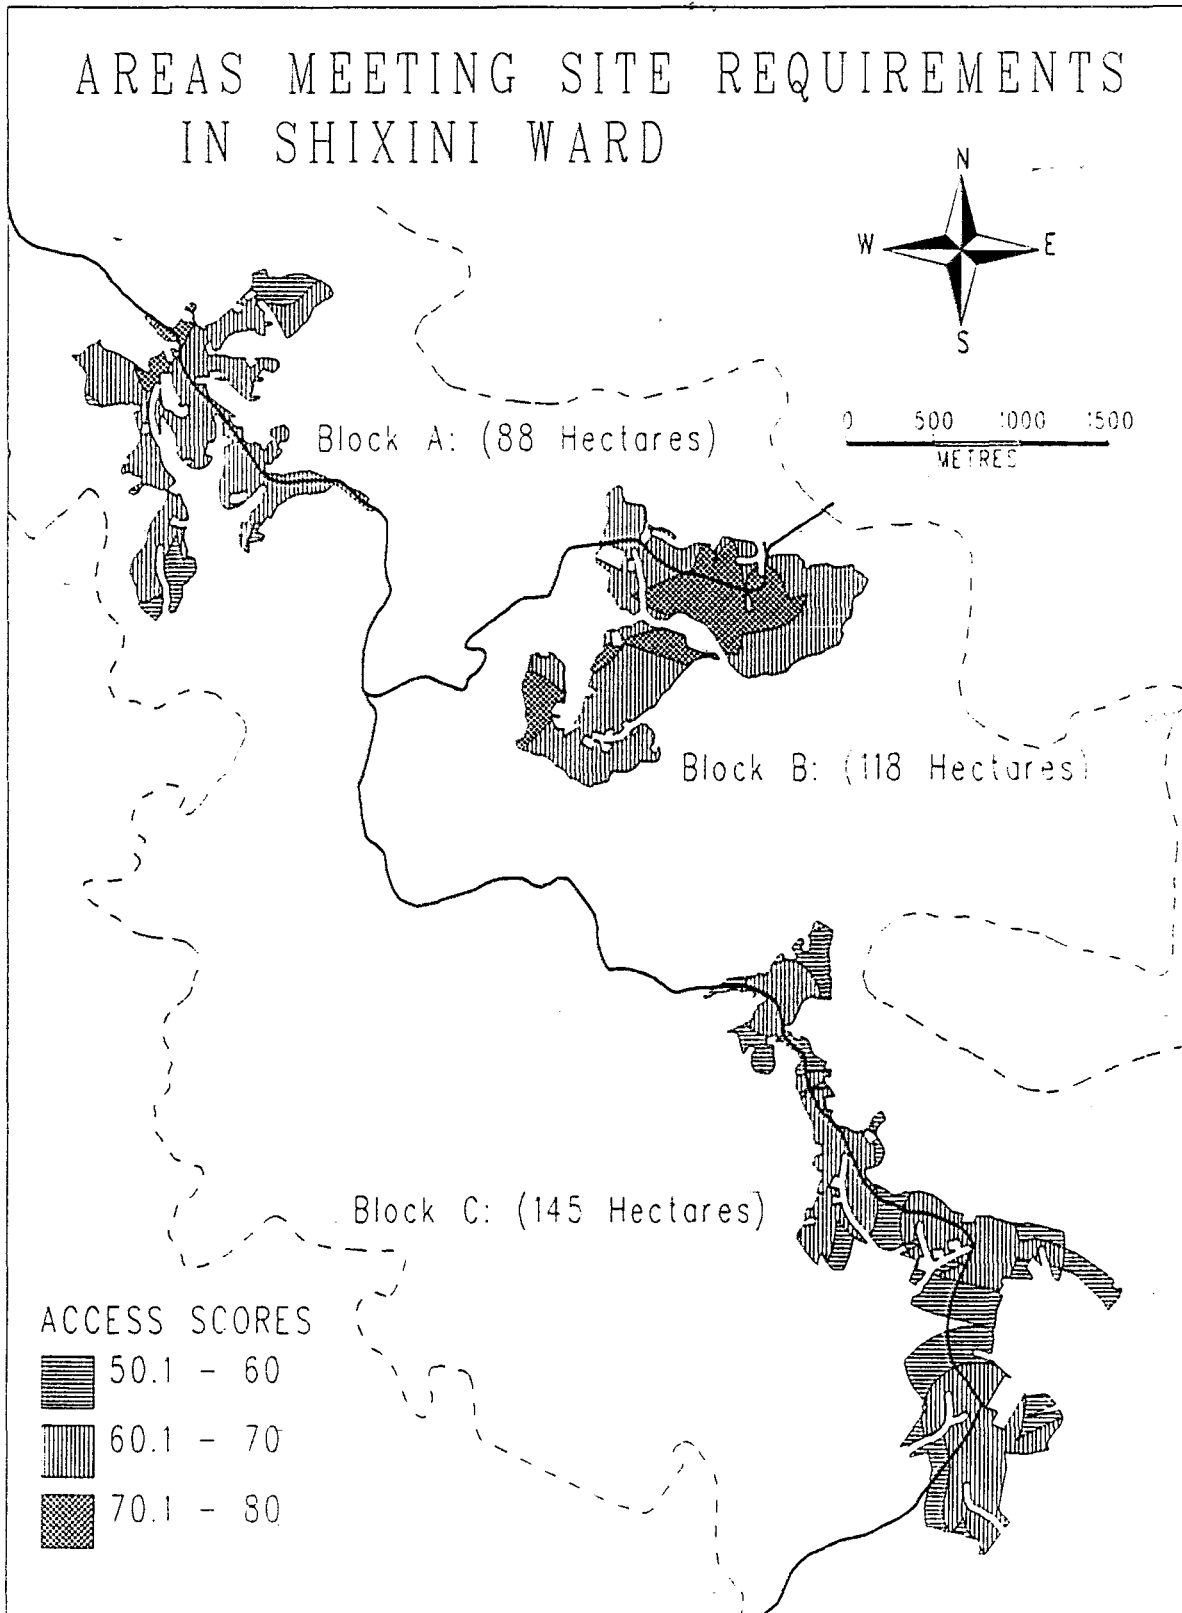 AREAS MEETING SITE REQUIREMENTS
IN SHIXINI WARD
N
W E
S
0 500 1000 1500
METRES
Block A: (88 Hectares)
Block B: (118 Hectares)
Block C: (145 Hectares)
ACCESS SCORES
50.1 - 60
60.1 - 70
70.1 - 80